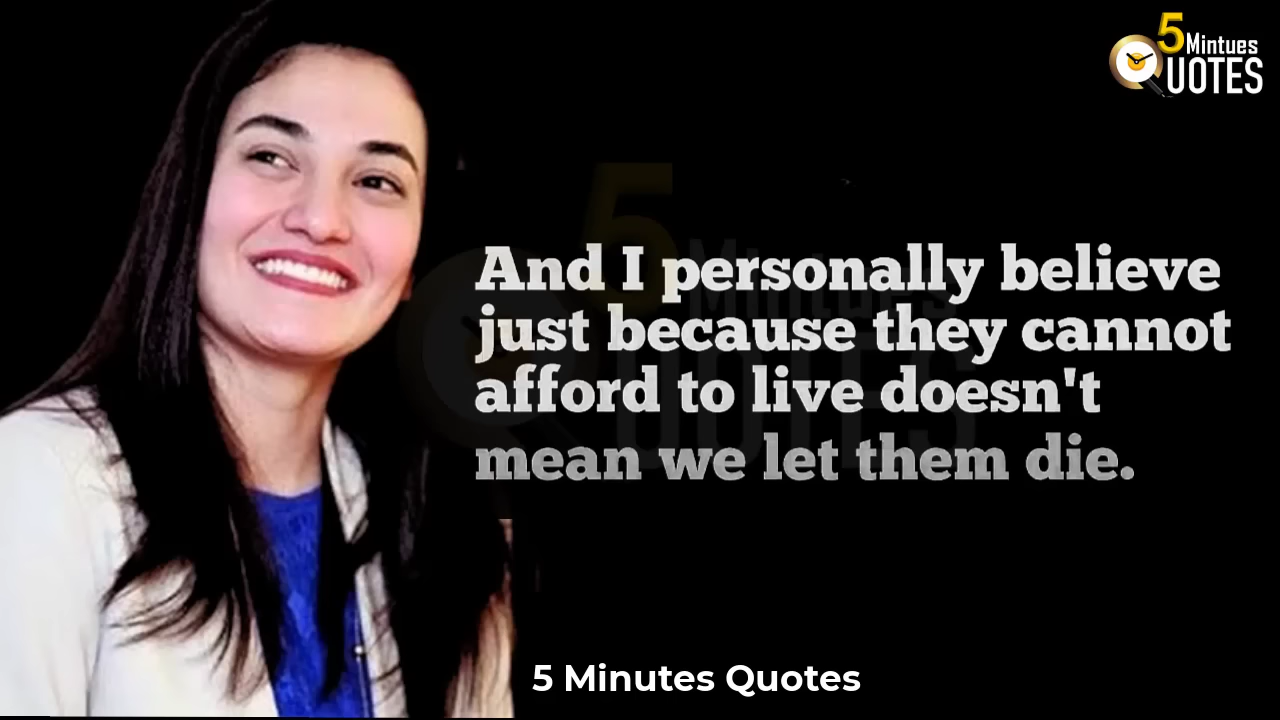 5 Mintues
QUOTES
And I personally believe
just because they cannot
afford to live doesn't
mean we let them die.
5 Minutes Quotes